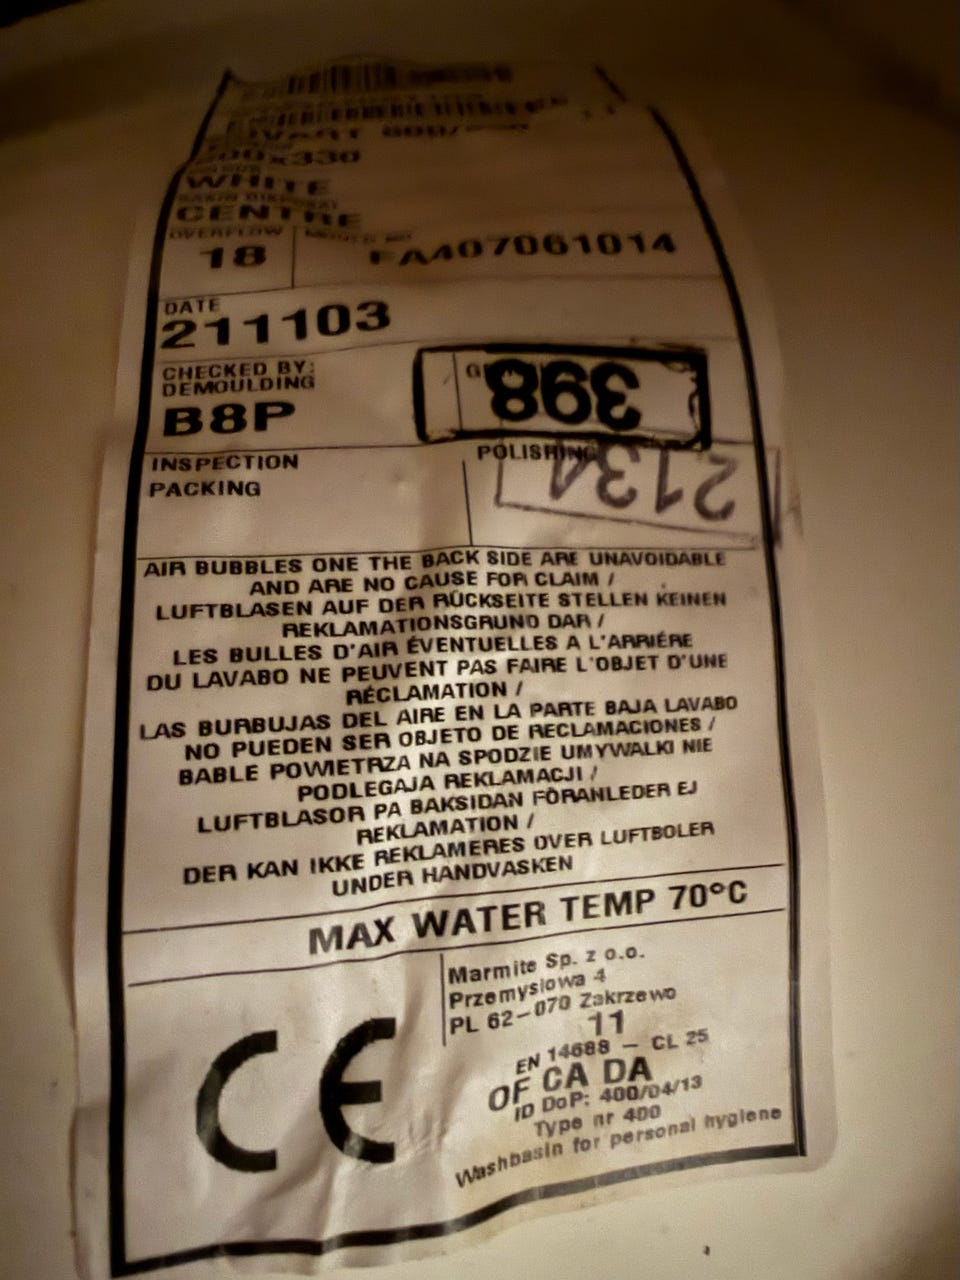 WHITE
CENTRE
OVERFLOW
18
FA407061014
DATE
211103
CHECKED BY:
DEMOULDING
B8P
398
INSPECTION
POLISHING
PACKING
2134
AIR BUBBLES ONE THE BACK SIDE ARE UNAVOIDABLE
AND ARE NO CAUSE FOR CLAIM /
LUFTBLASEN AUF DER RÜCKSEITE STELLEN KEINEN
REKLAMATIONSGRUND DAR /
LES BULLES D'AIR ÉVENTUELLES A L'ARRIÉRE
DU LAVABO NE PEUVENT PAS FAIRE L'OBJET D'UNE
RÉCLAMATION /
LAS BURBUJAS DEL AIRE EN LA PARTE BAJA LAVABO
NO PUEDEN SER OBJETO DE RECLAMACIONES /
BABLE POWIETRZA NA SPODZIE UMYWALKI NIE
PODLEGAJA REKLAMACJI /
LUFTBLASOR PA BAKSIDAN FÖRANLEDER EJ
REKLAMATION /
DER KAN IKKE REKLAMERES OVER LUFTBOLER
UNDER HANDVASKEN
MAX WATER TEMP 70°C
Marmite Sp. z o.o.
Przemyslowa 4
PL 62-070 Zakrzewo
11
EN 14688 - CL 25
OF CA DA
ID DoP: 400/04/13
Type nr 400
Washbasin for personal hygiene
CE